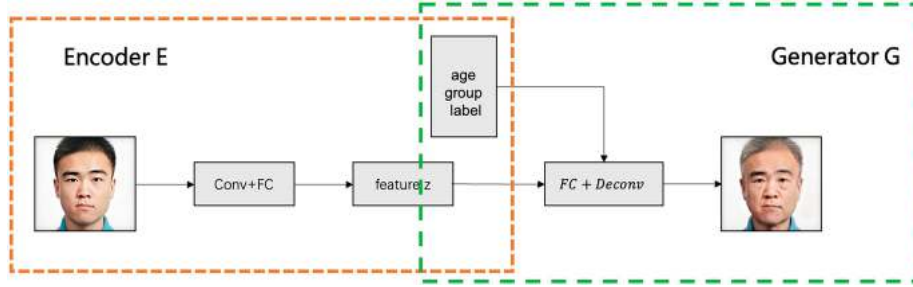 Encoder E
Generator G
age
group
label
Conv+FC
feature z
FC + Deconv